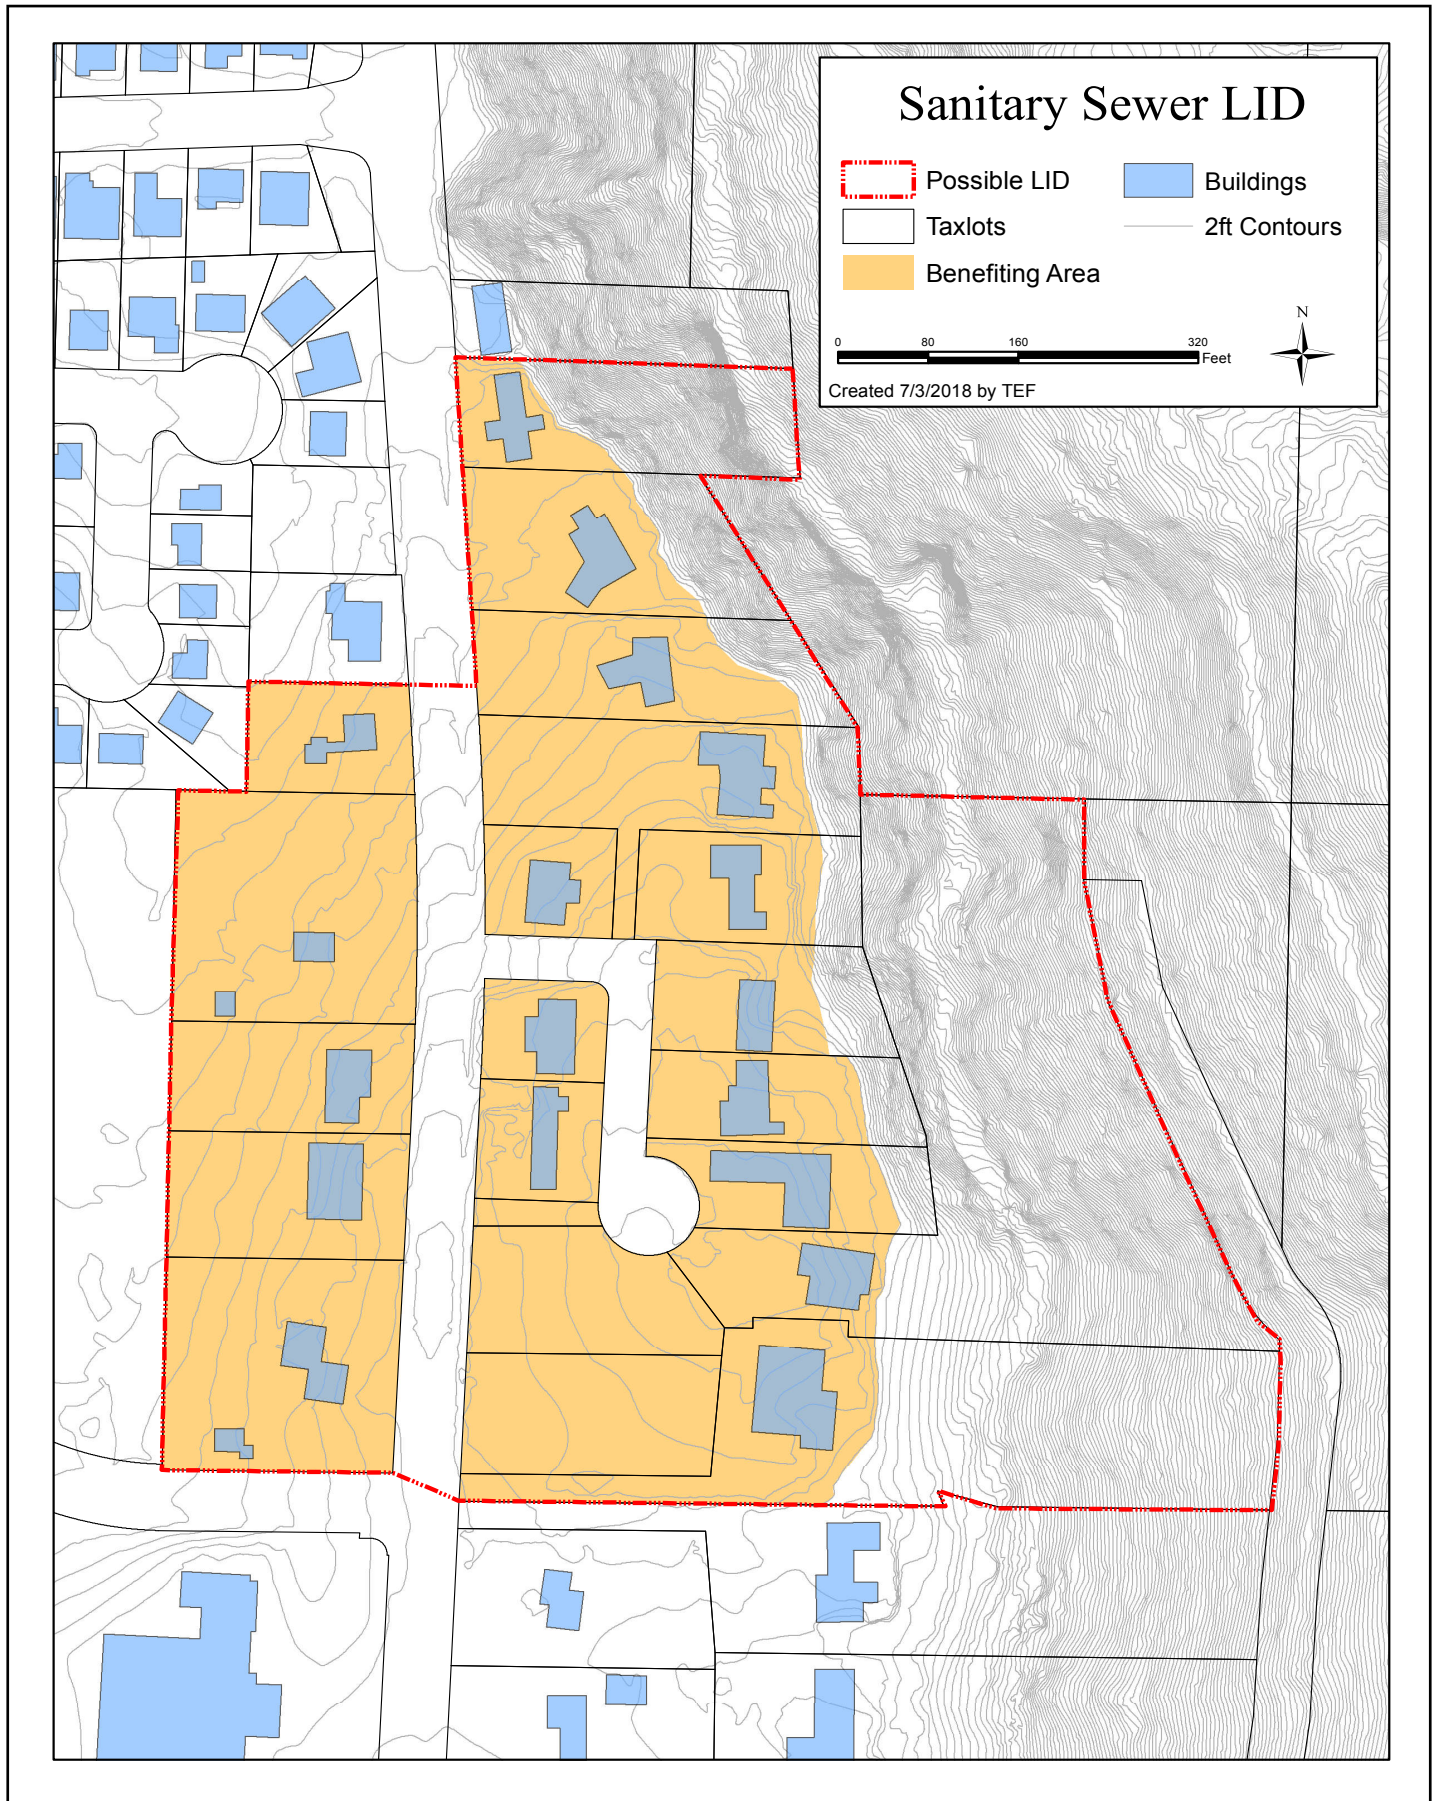 Sanitary Sewer LID
Possible LID
Buildings
Taxlots
2ft Contours
Benefiting Area
N
0 80 160 320
Feet
Created 7/3/2018 by TEF